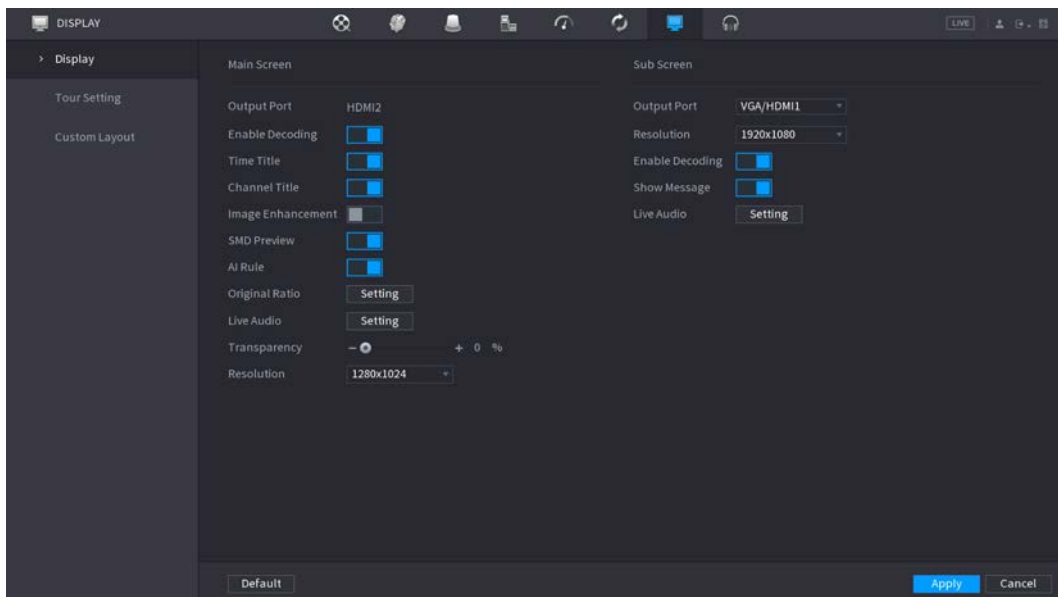 DISPLAY
LIVE
Display
Tour Setting
Custom Layout
Main Screen
Output Port HDMI2
Enable Decoding
Time Title
Channel Title
Image Enhancement
SMD Preview
AI Rule
Original Ratio Setting
Live Audio Setting
Transparency − + 0 %
Resolution 1280x1024
Sub Screen
Output Port VGA/HDMI1
Resolution 1920x1080
Enable Decoding
Show Message
Live Audio Setting
Default
Apply
Cancel